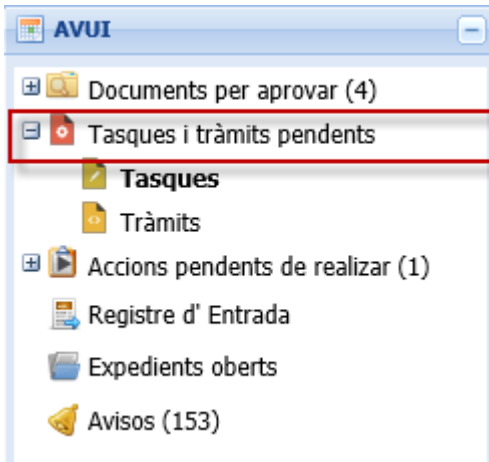 AVUI
Documents per aprovar (4)
Tasques i tràmits pendents
Tasques
Tràmits
Accions pendents de realizar (1)
Registre d' Entrada
Expedients oberts
Avisos (153)